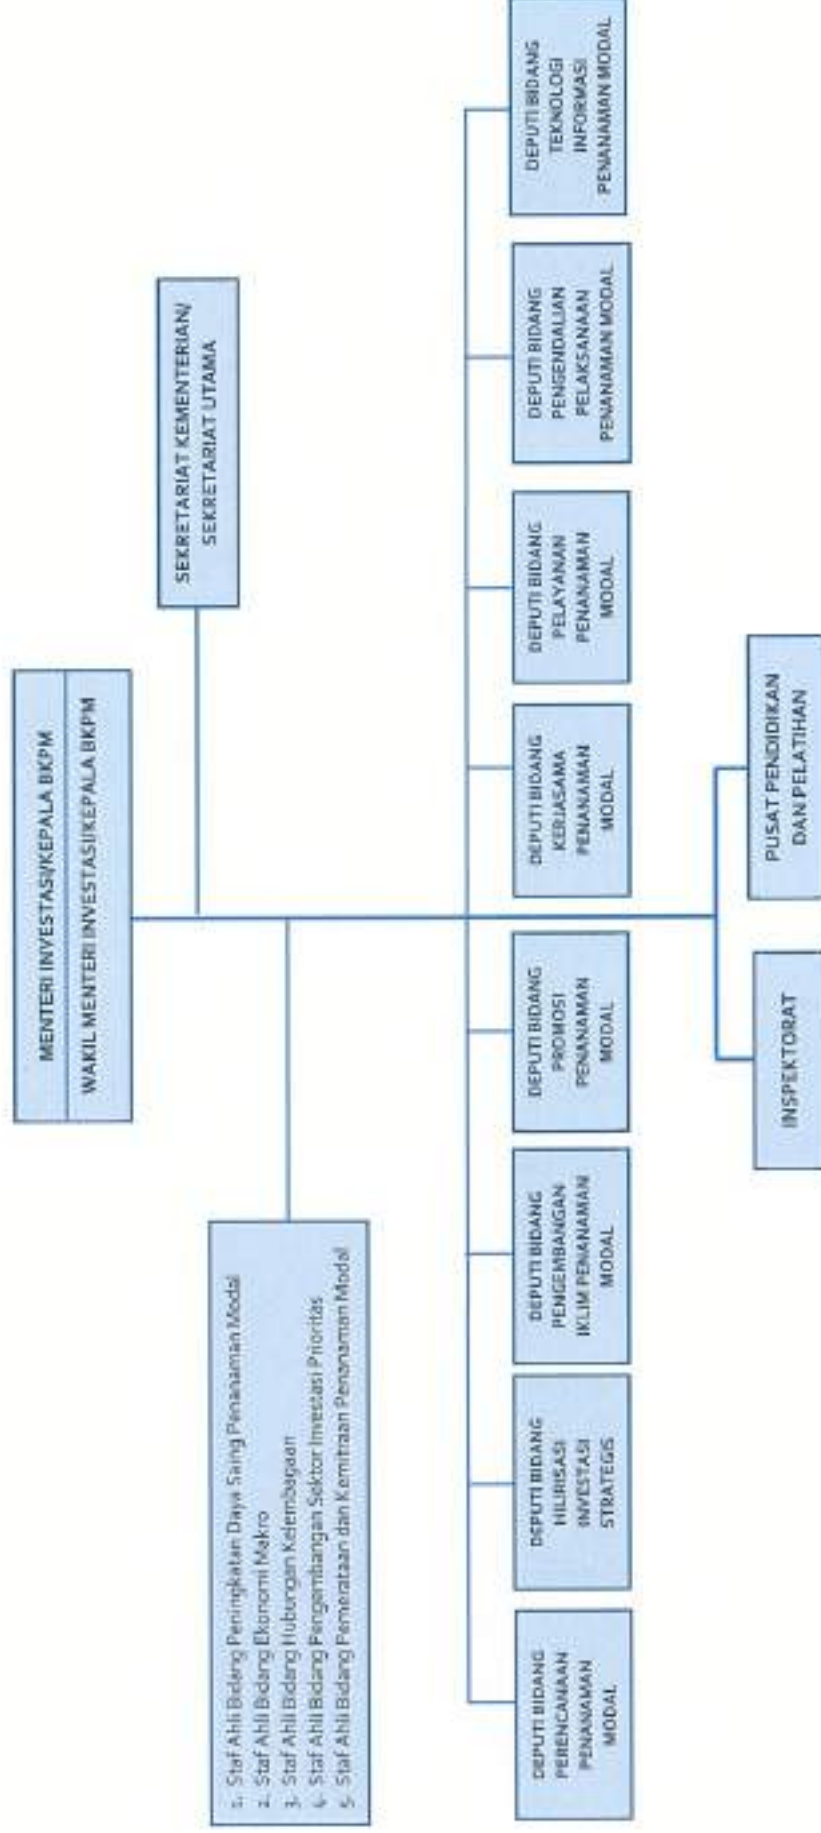 MENTERI INVESTASI/KEPALA BKPM
WAKIL MENTERI INVESTASI/KEPALA BKPM
SEKRETARIAT KEMENTERIAN/
SEKRETARIAT UTAMA
1. Staf Ahli Bidang Peningkatan Daya Saing Penanaman Modal
2. Staf Ahli Bidang Ekonomi Makro
3. Staf Ahli Bidang Hubungan Kelembagaan
4. Staf Ahli Bidang Pengembangan Sektor Investasi Prioritas
5. Staf Ahli Bidang Pemerataan dan Kemitraan Penanaman Modal
DEPUTI BIDANG
PERENCANAAN
PENANAMAN
MODAL
DEPUTI BIDANG
HILIRISASI
INVESTASI
STRATEGIS
DEPUTI BIDANG
PENGEMBANGAN
IKLIM PENANAMAN
MODAL
DEPUTI BIDANG
PROMOSI
PENANAMAN
MODAL
DEPUTI BIDANG
KERJASAMA
PENANAMAN
MODAL
DEPUTI BIDANG
PELAYANAN
PENANAMAN
MODAL
DEPUTI BIDANG
PENGENDALIAN
PELAKSANAAN
PENANAMAN MODAL
DEPUTI BIDANG
TEKNOLOGI
INFORMASI
PENANAMAN MODAL
INSPEKTORAT
PUSAT PENDIDIKAN
DAN PELATIHAN